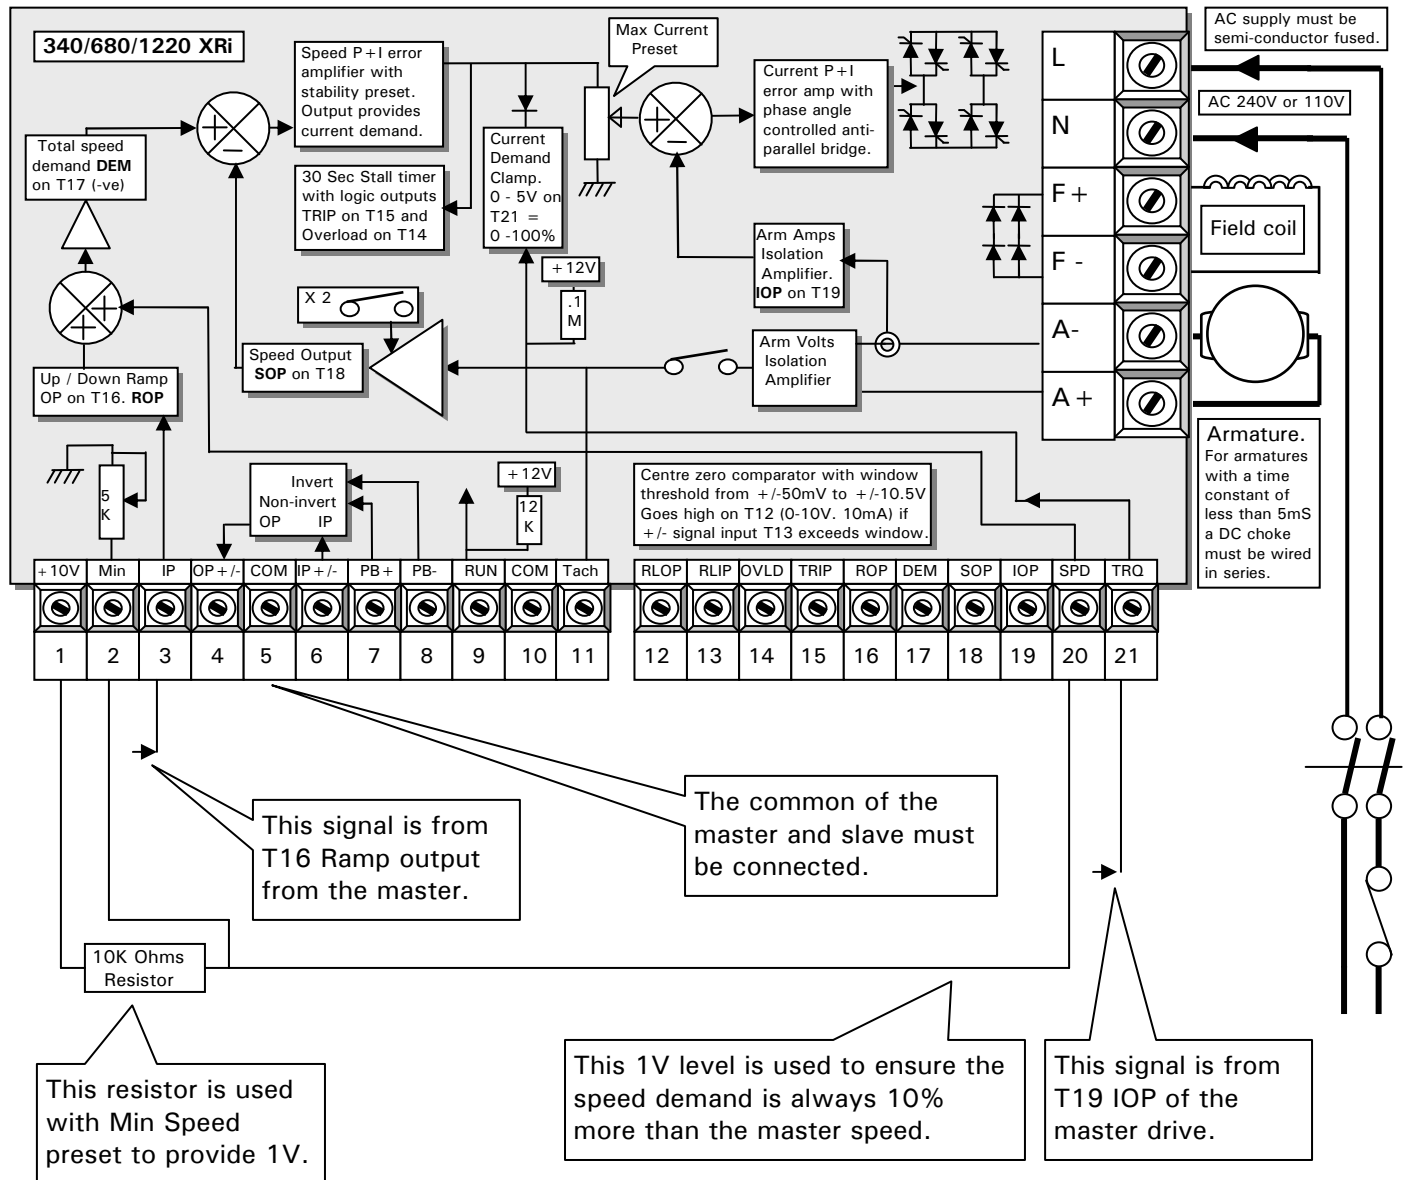 340/680/1220 XRi
Speed P+I error
amplifier with
stability preset.
Output provides
current demand.
Max Current
Preset
Current P+I
error amp with
phase angle
controlled anti-
parallel bridge.
AC supply must be
semi-conductor fused.
L
AC 240V or 110V
N
Total speed
demand DEM
on T17 (-ve)
30 Sec Stall timer
with logic outputs
TRIP on T15 and
Overload on T14
Current
Demand
Clamp.
0 - 5V on
T21 =
0 -100%
Arm Amps
Isolation
Amplifier.
IOP on T19
F+
F -
Field coil
+12V
.1
M
X 2
Speed Output
SOP on T18
Arm Volts
Isolation
Amplifier
A-
A+
Up / Down Ramp
OP on T16. ROP
5
K
Invert
Non-invert
OP IP
+12V
12
K
Centre zero comparator with window
threshold from +/-50mV to +/-10.5V
Goes high on T12 (0-10V. 10mA) if
+/- signal input T13 exceeds window.
Armature.
For armatures
with a time
constant of
less than 5mS
a DC choke
must be wired
in series.
+10V Min IP OP+/- COM IP+/- PB+ PB- RUN COM Tach RLOP RLIP OVLD TRIP ROP DEM SOP IOP SPD TRQ
1 2 3 4 5 6 7 8 9 10 11 12 13 14 15 16 17 18 19 20 21
This signal is from
T16 Ramp output
from the master.
The common of the
master and slave must
be connected.
10K Ohms
Resistor
This resistor is used
with Min Speed
preset to provide 1V.
This 1V level is used to ensure the
speed demand is always 10%
more than the master speed.
This signal is from
T19 IOP of the
master drive.